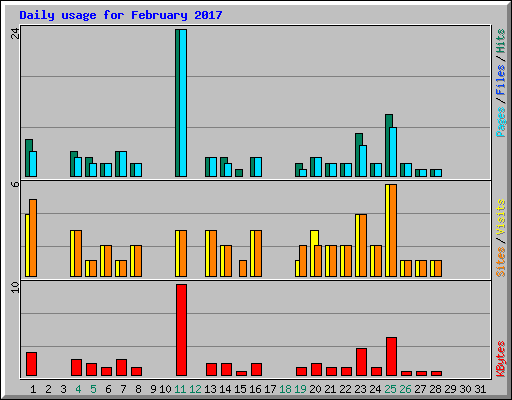 Daily usage for February 2017
24
Pages / Files / Hits
6
Sites / Visits
10
KBytes
1 2 3 4 5 6 7 8 9 10 11 12 13 14 15 16 17 18 19 20 21 22 23 24 25 26 27 28 29 30 31